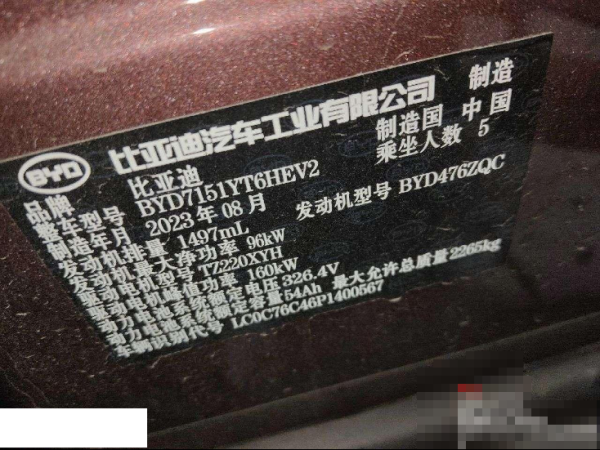 BYD 比亚迪汽车工业有限公司 制造
品牌 比亚迪 制造国 中国
整车型号 BYD7151YT6HEV2 乘坐人数 5
制造年月 2023年08月
发动机排量 1497mL 发动机型号 BYD476ZQC
发动机最大净功率 96kW
驱动电机型号 TZ220XYH
驱动电机峰值功率 160kW
动力电池系统额定电压 326.4V
动力电池系统额定容量 54Ah 最大允许总质量 2265kg
车辆识别代号 LC0C76C46P1400567